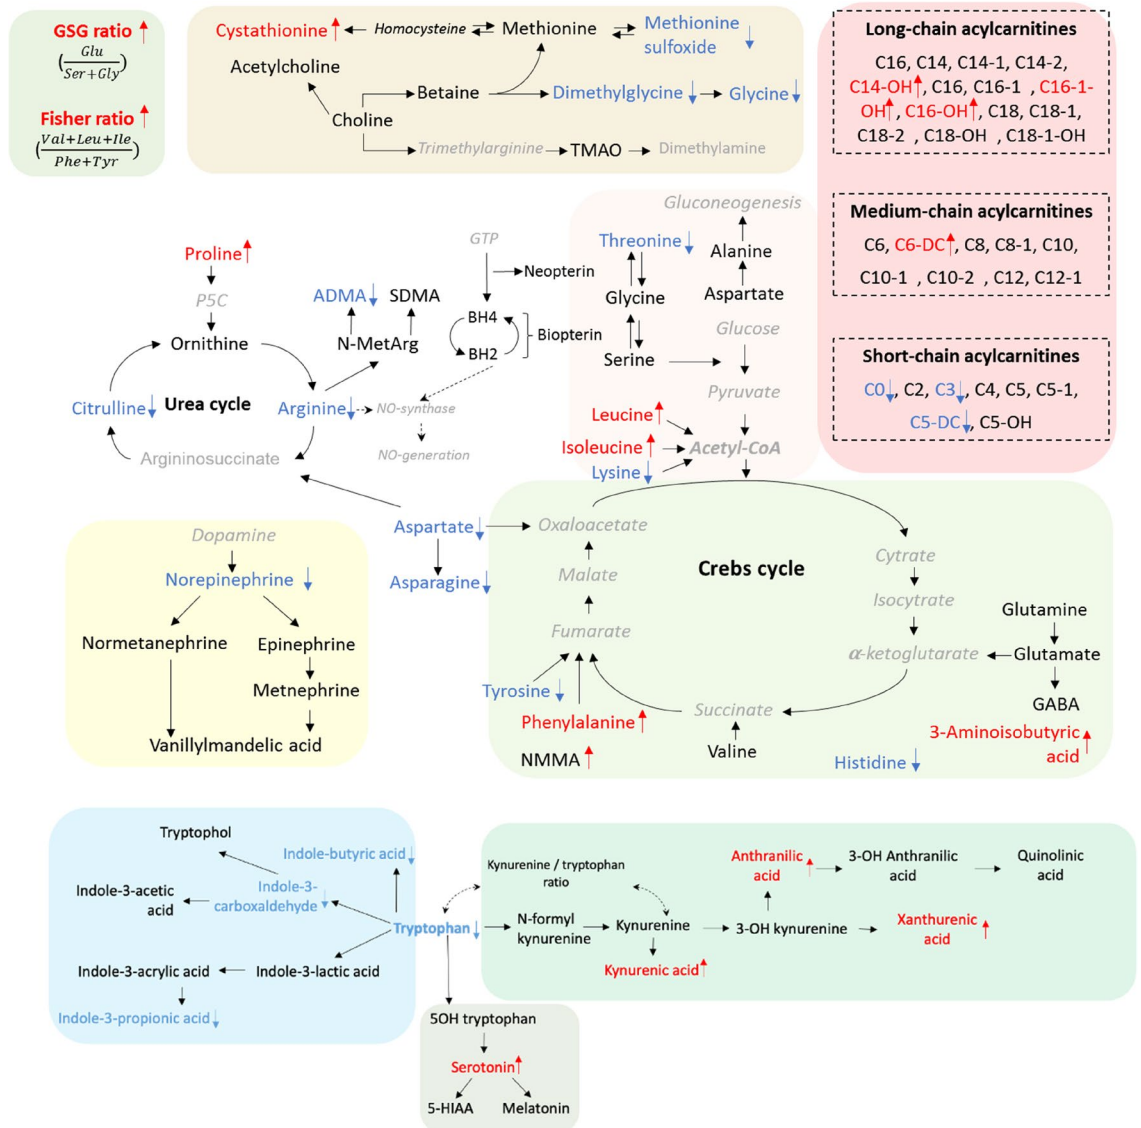 GSG ratio ↑
(Glu / Ser+Gly)
Fisher ratio ↑
(Val+Leu+Ile / Phe+Tyr)
Cystathionine ↑ ← Homocysteine ⇌ Methionine ⇌ Methionine
sulfoxide ↓
Acetylcholine
Betaine → Dimethylglycine ↓ → Glycine ↓
Choline
Trimethylarginine → TMAO → Dimethylamine
Long-chain acylcarnitines
C16, C14, C14-1, C14-2,
C14-OH↑, C16, C16-1 , C16-1-
OH↑, C16-OH↑, C18, C18-1,
C18-2 , C18-OH , C18-1-OH
Medium-chain acylcarnitines
C6, C6-DC↑, C8, C8-1, C10,
C10-1 , C10-2 , C12, C12-1
Short-chain acylcarnitines
C0↓, C2, C3↓, C4, C5, C5-1,
C5-DC↓, C5-OH
Proline ↑
P5C
Ornithine
Citrulline ↓
Urea cycle
Arginine ↓
Argininosuccinate
ADMA ↓
SDMA
N-MetArg
GTP
Neopterin
BH4
Biopterin
BH2
NO-synthase
NO-generation
Gluconeogenesis
Threonine ↓
Alanine
Glycine
Aspartate
Glucose
Serine
Pyruvate
Leucine ↑
Isoleucine ↑
Acetyl-CoA
Lysine ↓
Aspartate ↓
Asparagine ↓
Oxaloacetate
Malate
Fumarate
Crebs cycle
Cytrate
Isocytrate
α-ketoglutarate
Glutamine
Glutamate
GABA
Tyrosine ↓
Phenylalanine ↑
NMMA ↑
Succinate
Valine
Histidine ↓
3-Aminoisobutyric
acid ↑
Dopamine
Norepinephrine ↓
Normetanephrine
Epinephrine
Metnephrine
Vanillylmandelic acid
Tryptophol
Indole-butyric acid ↓
Indole-3-acetic
acid
Indole-3-
carboxaldehyde ↓
Tryptophan ↓
Indole-3-acrylic acid
Indole-3-lactic acid
Indole-3-propionic acid ↓
Kynurenine / tryptophan
ratio
N-formyl
kynurenine
Kynurenine
Kynurenic acid ↑
3-OH kynurenine
Anthranilic
acid ↑
3-OH Anthranilic
acid
Quinolinic
acid
Xanthurenic
acid ↑
5OH tryptophan
Serotonin ↑
5-HIAA
Melatonin